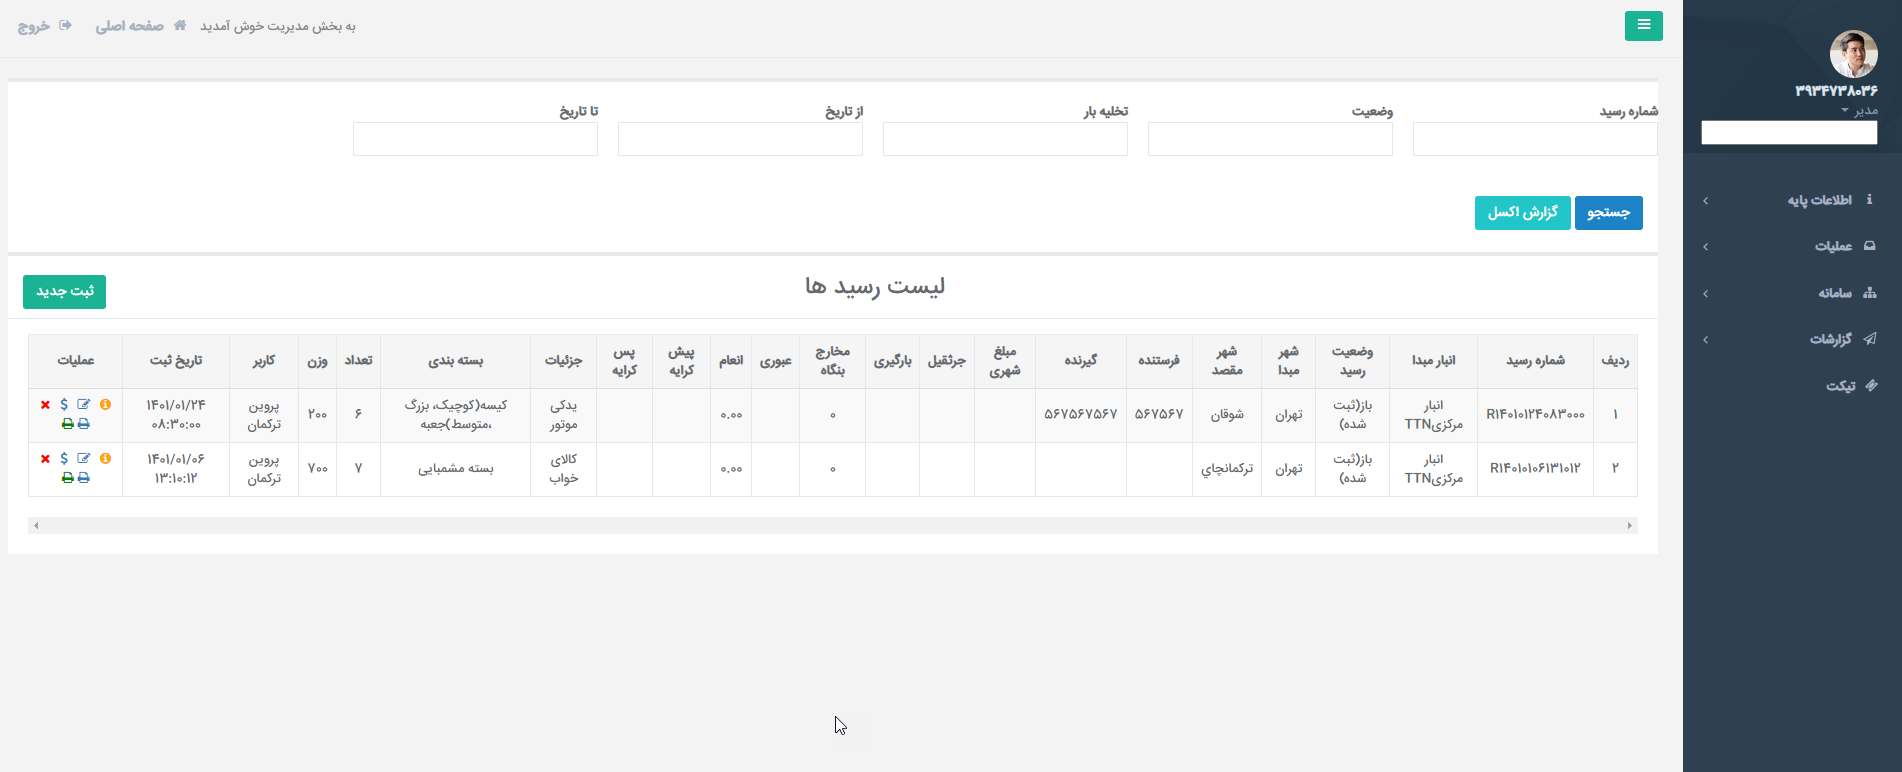 به بخش مدیریت خوش آمدید
صفحه اصلی
خروج
۳۹۳۴۷۳۸۰۳۶
مدیر
اطلاعات پایه
عملیات
سامانه
گزارشات
تیکت
شماره رسید
وضعیت
تخلیه بار
از تاریخ
تا تاریخ
جستجو
گزارش اکسل
لیست رسید ها
ثبت جدید
ردیف شماره رسید انبار مبدا وضعیت رسید شهر مبدا شهر مقصد فرستنده گیرنده مبلغ شهری جرثقیل بارگیری مخارج بنگاه عبوری انعام پیش کرایه پس کرایه جزئیات بسته بندی تعداد وزن کاربر تاریخ ثبت عملیات
۱ R۱۴۰۱۰۱۲۴۰۸۳۰۰۰ انبار مرکزیTTN باز(ثبت شده) تهران شوقان ۵۶۷۵۶۷ ۵۶۷۵۶۷۵۶۷ ۰ ۰.۰۰ یدکی موتور کیسه(کوچیک، بزرگ ،متوسط)جعبه ۶ ۲۰۰ پروین ترکمان ۱۴۰۱/۰۱/۲۴ ۰۸:۳۰:۰۰
۲ R۱۴۰۱۰۱۰۶۱۳۱۰۱۲ انبار مرکزیTTN باز(ثبت شده) تهران ترکمانچاي ۰ ۰.۰۰ کالای خواب بسته مشمبایی ۷ ۷۰۰ پروین ترکمان ۱۴۰۱/۰۱/۰۶ ۱۳:۱۰:۱۲